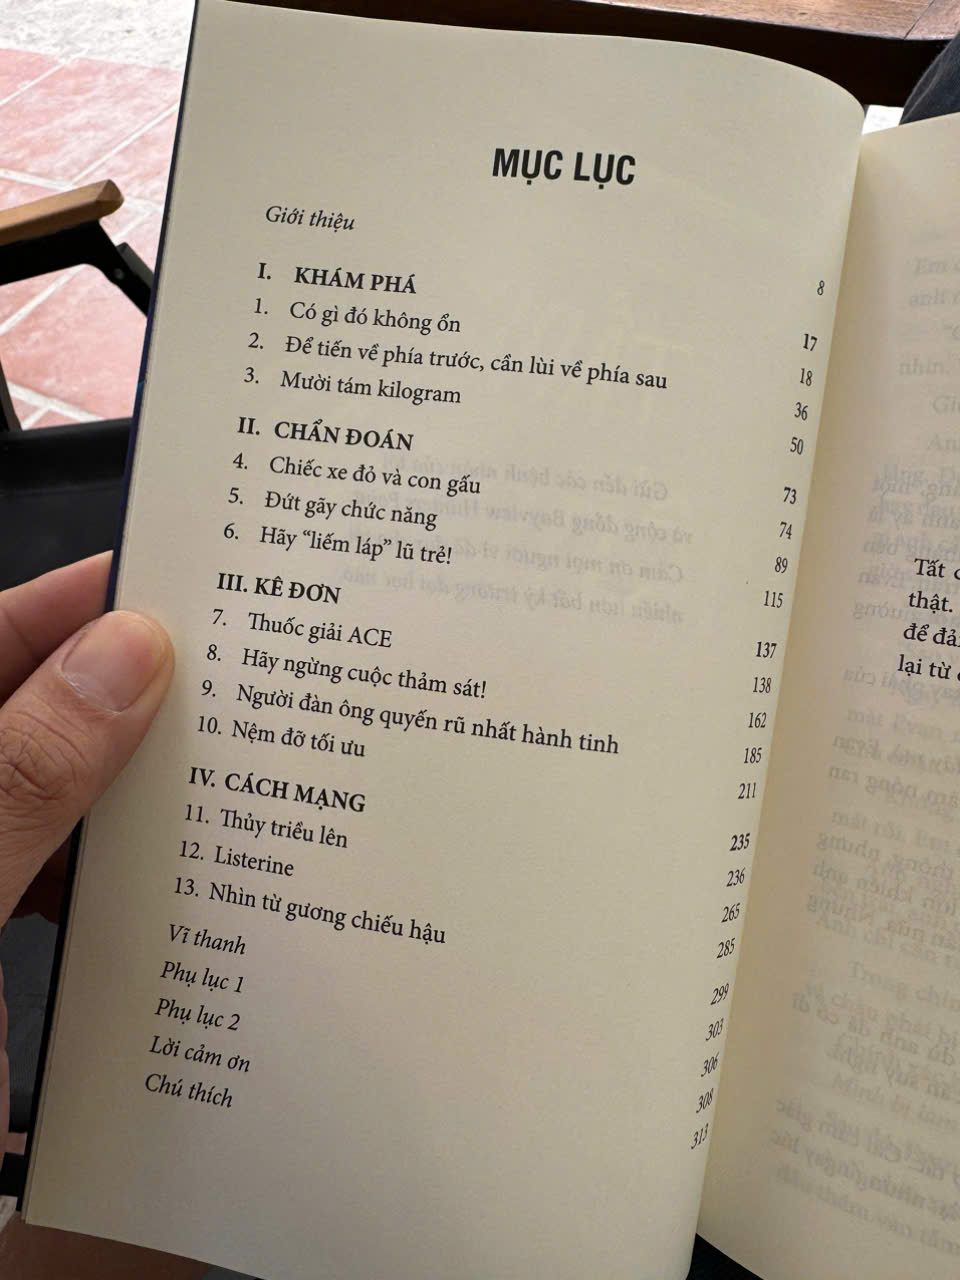 MỤC LỤC
Giới thiệu 8
I. KHÁM PHÁ 17
1. Có gì đó không ổn 18
2. Để tiến về phía trước, cần lùi về phía sau 36
3. Mười tám kilogram 50
II. CHẨN ĐOÁN 73
4. Chiếc xe đỏ và con gấu 74
5. Đứt gãy chức năng 89
6. Hãy “liếm láp” lũ trẻ! 115
III. KÊ ĐƠN 137
7. Thuốc giải ACE 138
8. Hãy ngừng cuộc thảm sát! 162
9. Người đàn ông quyến rũ nhất hành tinh 185
10. Nệm đỡ tối ưu 211
IV. CÁCH MẠNG 235
11. Thủy triều lên 236
12. Listerine 265
13. Nhìn từ gương chiếu hậu 285
Vĩ thanh 299
Phụ lục 1 303
Phụ lục 2 306
Lời cảm ơn 308
Chú thích 313
Tất
thật.
để
lại từ